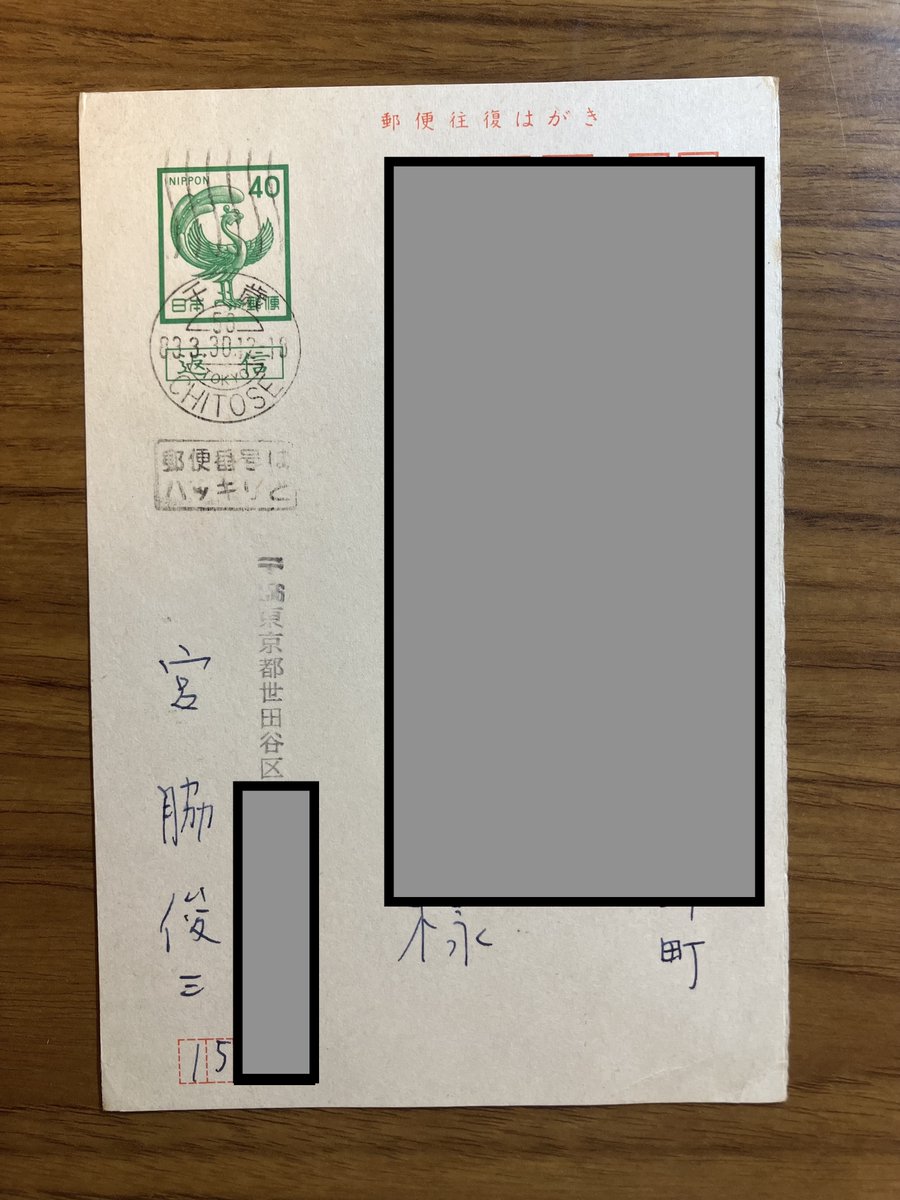 郵便往復はがき
NIPPON 40
日本郵便
千歳
56
83.3.30.12-18
TOKYO
CHITOSE
返信
郵便番号は
ハッキリと
町
様
〒
東京都世田谷区
宮脇俊三
15